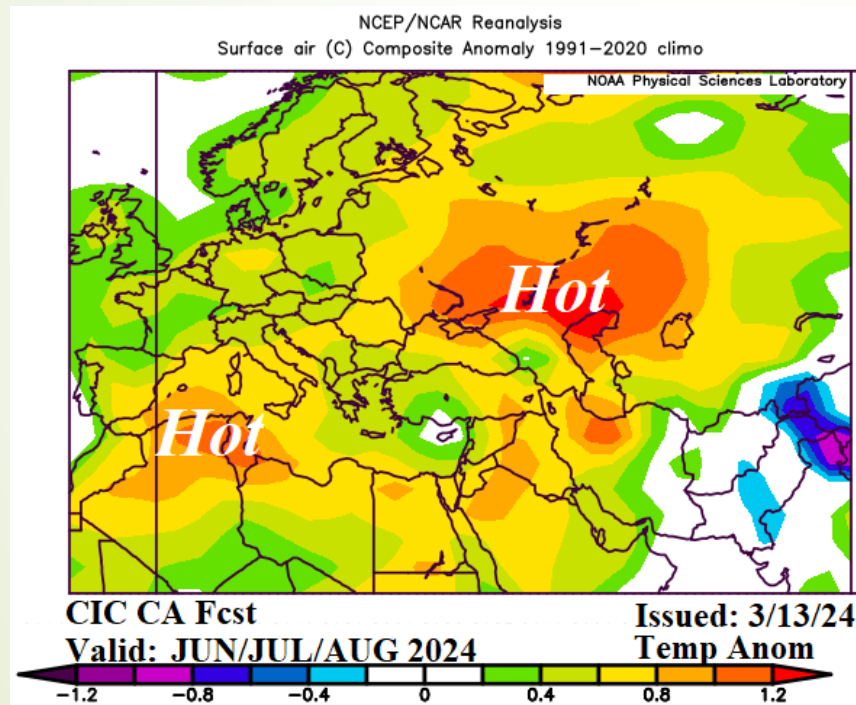 NCEP/NCAR Reanalysis
Surface air (C) Composite Anomaly 1991-2020 climo
NOAA Physical Sciences Laboratory
Hot
Hot
CIC CA Fcst
Issued: 3/13/24
Valid: JUN/JUL/AUG 2024
Temp Anom
-1.2 -0.8 -0.4 0 0.4 0.8 1.2